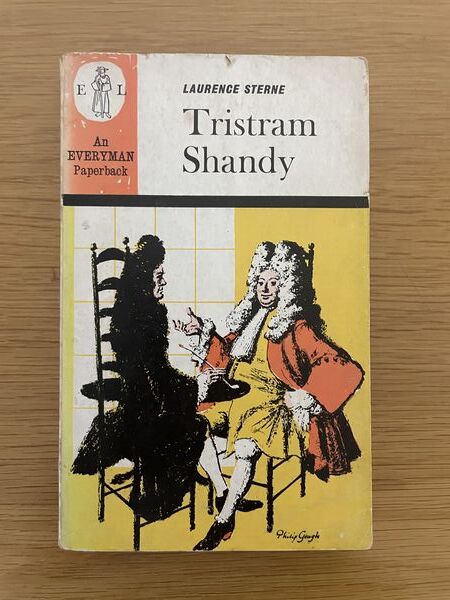 E L
An
EVERYMAN
Paperback
LAURENCE STERNE
Tristram
Shandy
Philip Gough